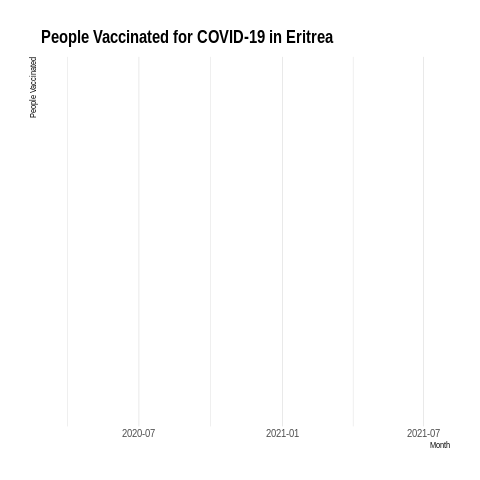 People Vaccinated for COVID-19 in Eritrea
People Vaccinated
2020-07
2021-01
2021-07
Month